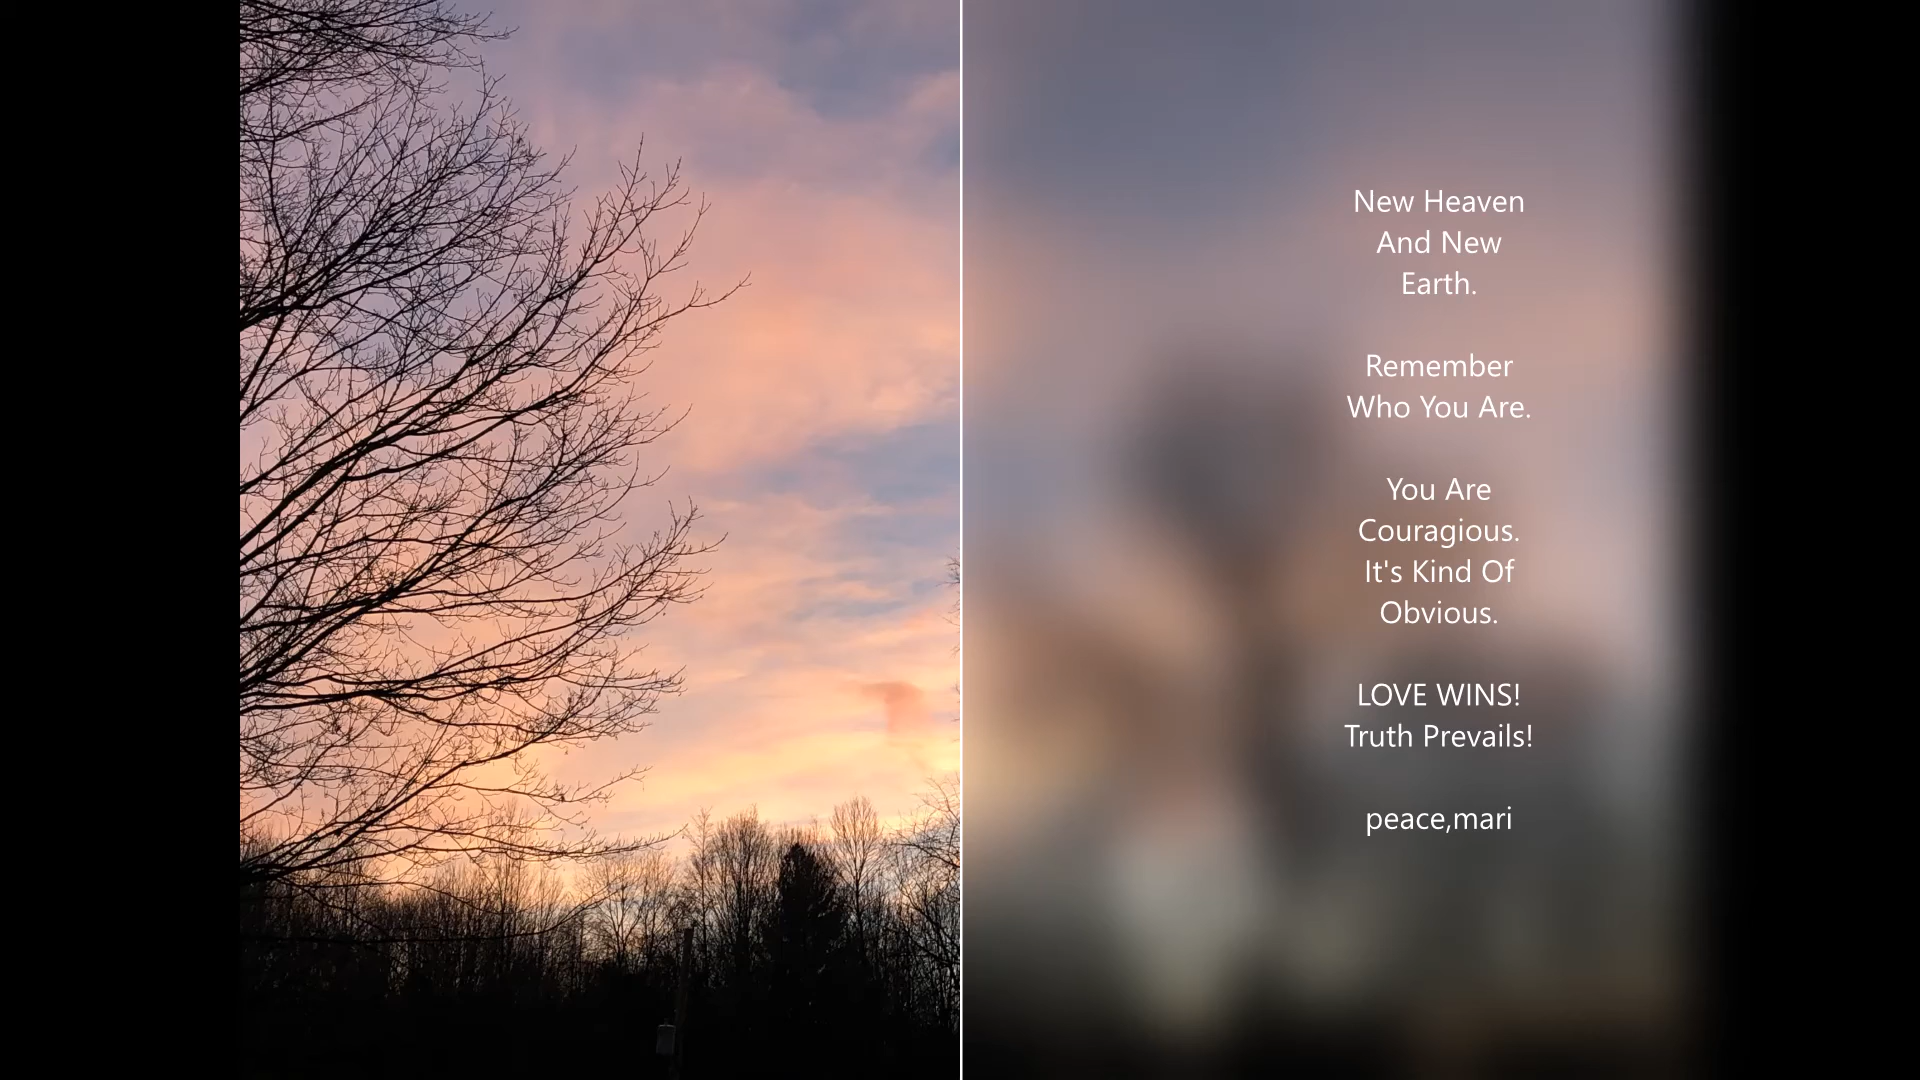 New Heaven
And New
Earth.
Remember
Who You Are.
You Are
Couragious.
It's Kind Of
Obvious.
LOVE WINS!
Truth Prevails!
peace,mari